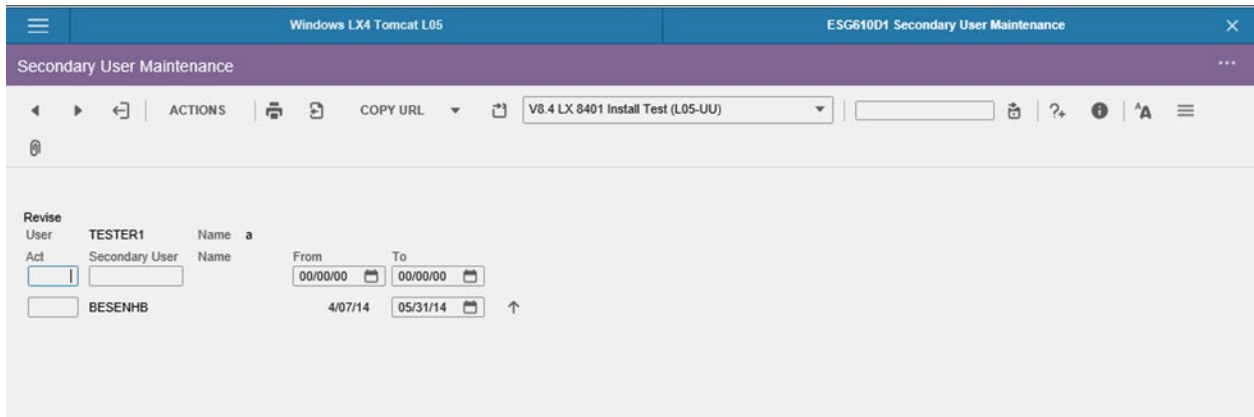 Windows LX4 Tomcat L05 ESG610D1 Secondary User Maintenance
Secondary User Maintenance
ACTIONS COPY URL V8.4 LX 8401 Install Test (L05-UU)
Revise
User TESTER1 Name a
Act Secondary User Name From To
00/00/00 00/00/00
BESENHB 4/07/14 05/31/14